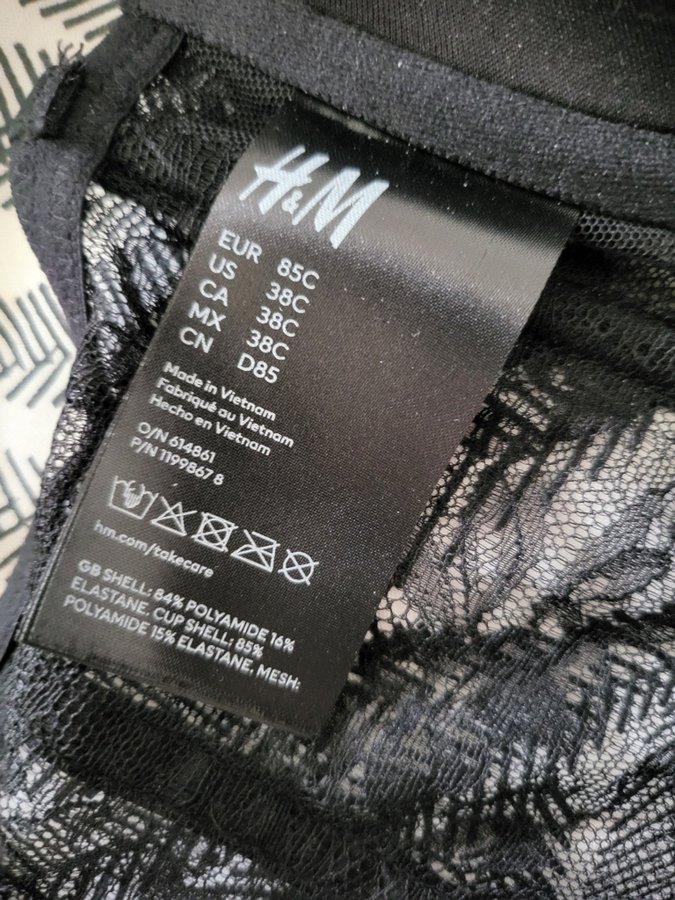 H&M
EUR 85C
US 38C
CA 38C
MX 38C
CN D85
Made in Vietnam
Fabriqué au Vietnam
Hecho en Vietnam
O/N 614861
P/N 1199867 8
hm.com/takecare
GB SHELL: 84% POLYAMIDE 16%
ELASTANE. CUP SHELL: 85%
POLYAMIDE 15% ELASTANE. MESH: